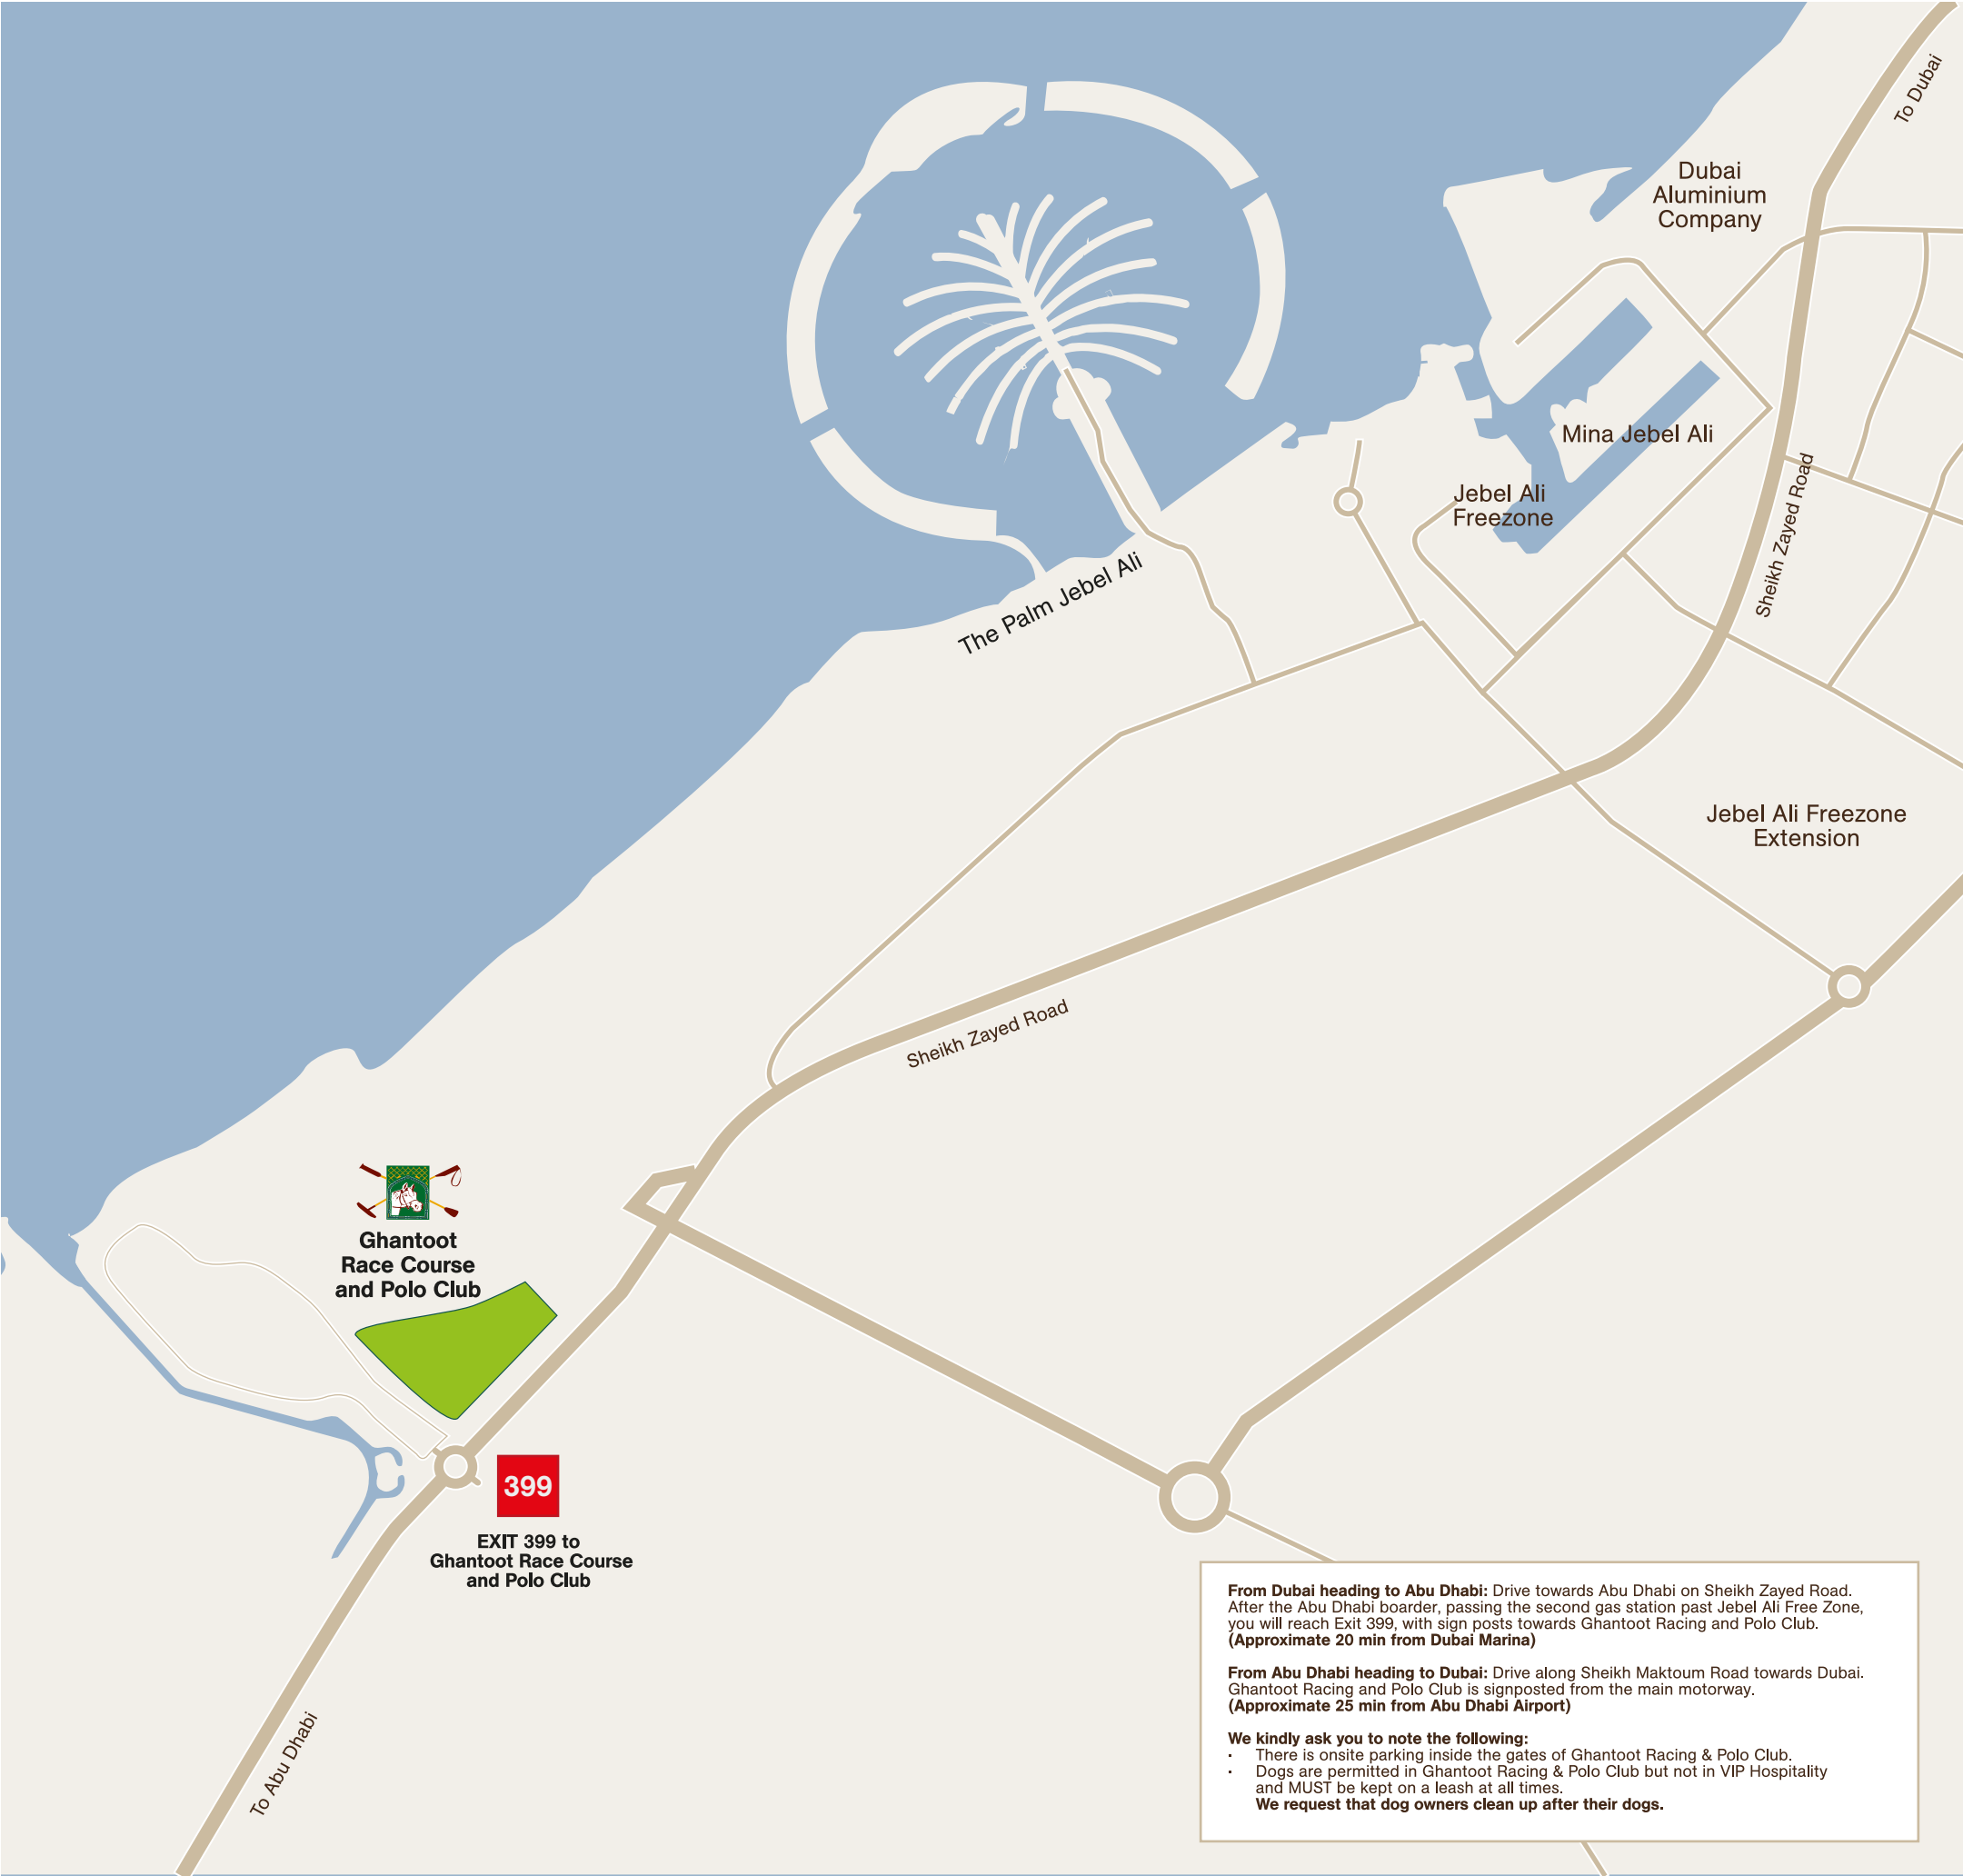 To Dubai
Dubai
Aluminium
Company
Mina Jebel Ali
Jebel Ali
Freezone
Sheikh Zayed Road
The Palm Jebel Ali
Jebel Ali Freezone
Extension
Sheikh Zayed Road
Ghantoot
Race Course
and Polo Club
399
EXIT 399 to
Ghantoot Race Course
and Polo Club
To Abu Dhabi
From Dubai heading to Abu Dhabi: Drive towards Abu Dhabi on Sheikh Zayed Road.
After the Abu Dhabi boarder, passing the second gas station past Jebel Ali Free Zone,
you will reach Exit 399, with sign posts towards Ghantoot Racing and Polo Club.
(Approximate 20 min from Dubai Marina)
From Abu Dhabi heading to Dubai: Drive along Sheikh Maktoum Road towards Dubai.
Ghantoot Racing and Polo Club is signposted from the main motorway.
(Approximate 25 min from Abu Dhabi Airport)
We kindly ask you to note the following:
· There is onsite parking inside the gates of Ghantoot Racing & Polo Club.
· Dogs are permitted in Ghantoot Racing & Polo Club but not in VIP Hospitality
and MUST be kept on a leash at all times.
We request that dog owners clean up after their dogs.